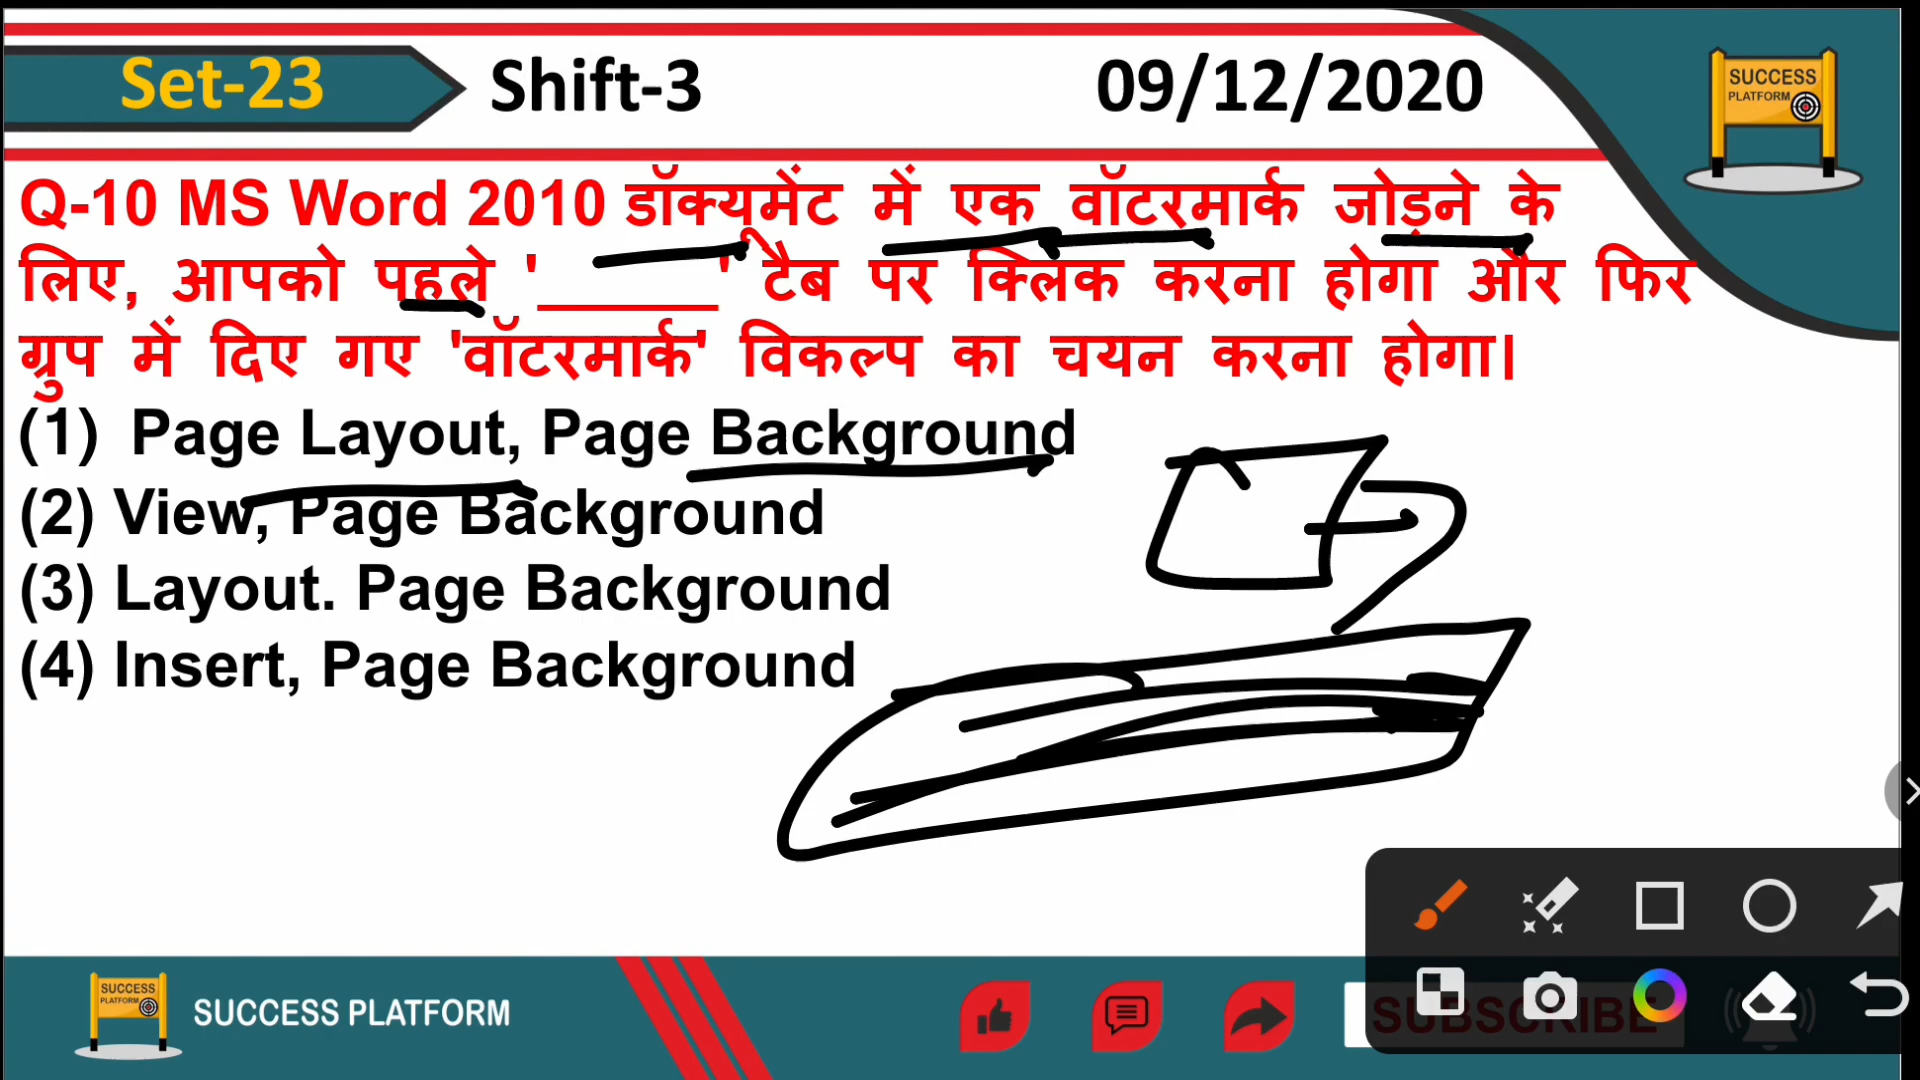 Set-23 Shift-3 09/12/2020
SUCCESS
PLATFORM
Q-10 MS Word 2010 डॉक्यूमेंट में एक वॉटरमार्क जोड़ने के
लिए, आपको पहले '______' टैब पर क्लिक करना होगा और फिर
ग्रुप में दिए गए 'वॉटरमार्क' विकल्प का चयन करना होगा।
(1) Page Layout, Page Background
(2) View, Page Background
(3) Layout. Page Background
(4) Insert, Page Background
SUCCESS
PLATFORM
SUCCESS PLATFORM
SUBSCRIBE